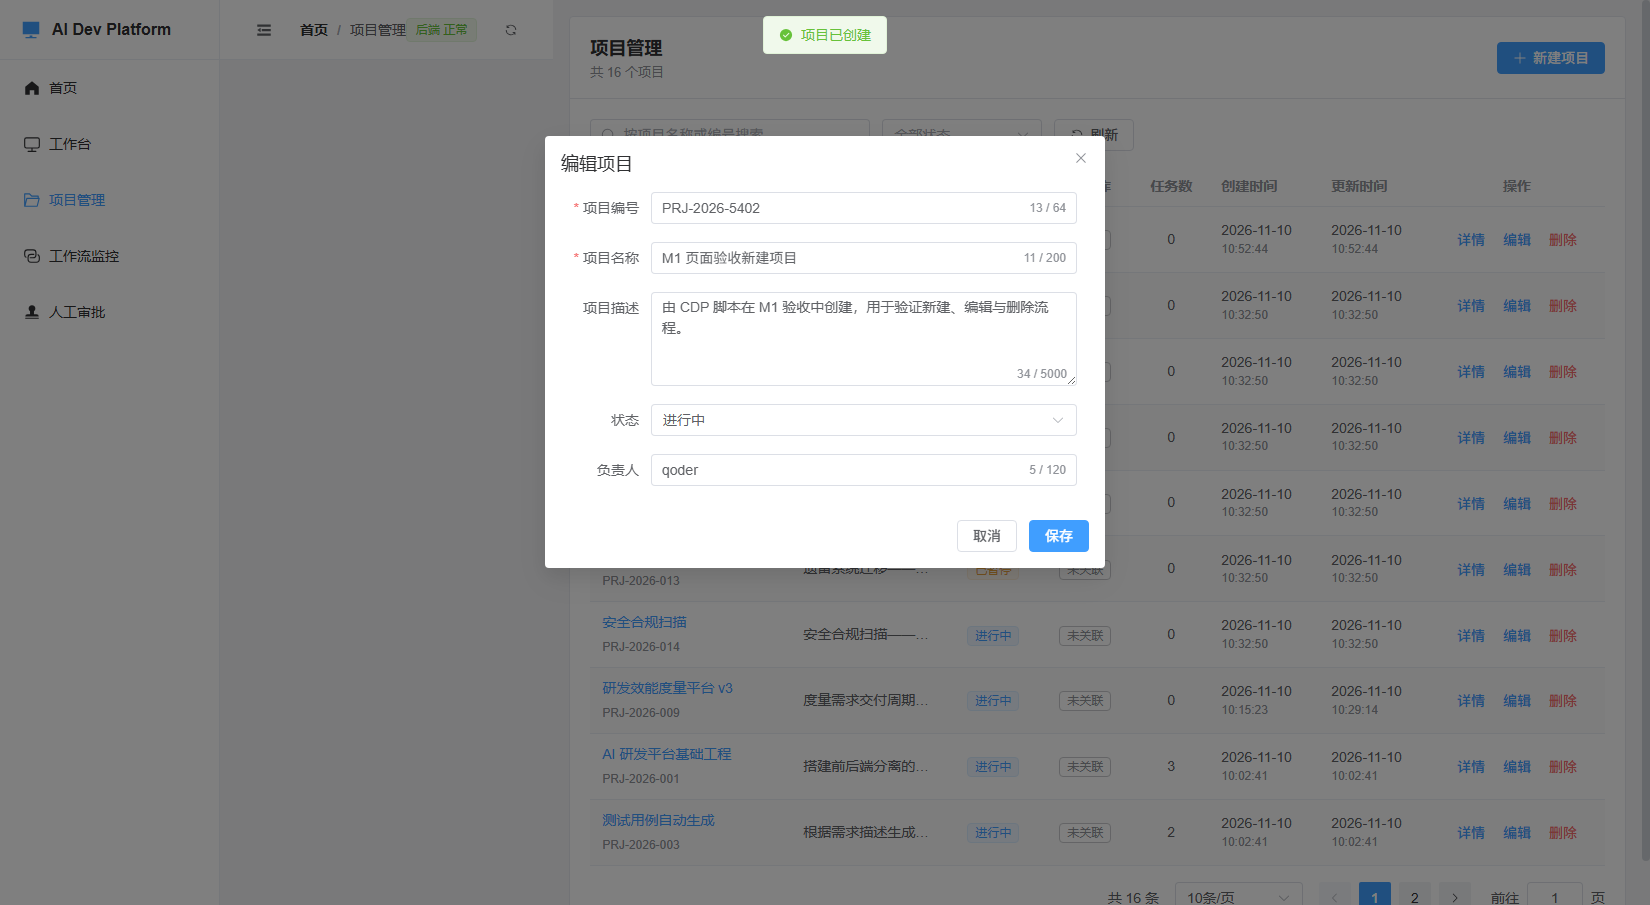 AI Dev Platform
首页
工作台
项目管理
工作流监控
人工审批
首页 / 项目管理
后端 正常
项目已创建
项目管理
共 16 个项目
新建项目
刷新
任务数 创建时间 更新时间 操作
编辑项目
* 项目编号 PRJ-2026-5402 13 / 64
* 项目名称 M1 页面验收新建项目 11 / 200
项目描述 由 CDP 脚本在 M1 验收中创建，用于验证新建、编辑与删除流
程。
34 / 5000
状态 进行中
负责人 qoder 5 / 120
取消 保存
0 2026-11-10 2026-11-10 详情 编辑 删除
10:52:44 10:52:44
0 2026-11-10 2026-11-10 详情 编辑 删除
10:32:50 10:32:50
0 2026-11-10 2026-11-10 详情 编辑 删除
10:32:50 10:32:50
0 2026-11-10 2026-11-10 详情 编辑 删除
10:32:50 10:32:50
0 2026-11-10 2026-11-10 详情 编辑 删除
10:32:50 10:32:50
0 2026-11-10 2026-11-10 详情 编辑 删除
PRJ-2026-013 10:32:50 10:32:50
安全合规扫描 安全合规扫描——… 进行中 未关联 0 2026-11-10 2026-11-10 详情 编辑 删除
PRJ-2026-014 10:32:50 10:32:50
研发效能度量平台 v3 度量需求交付周期… 进行中 未关联 0 2026-11-10 2026-11-10 详情 编辑 删除
PRJ-2026-009 10:15:23 10:29:14
AI 研发平台基础工程 搭建前后端分离的… 进行中 未关联 3 2026-11-10 2026-11-10 详情 编辑 删除
PRJ-2026-001 10:02:41 10:02:41
测试用例自动生成 根据需求描述生成… 进行中 未关联 2 2026-11-10 2026-11-10 详情 编辑 删除
PRJ-2026-003 10:02:41 10:02:41
共 16 条 10条/页 1 2 前往 1 页